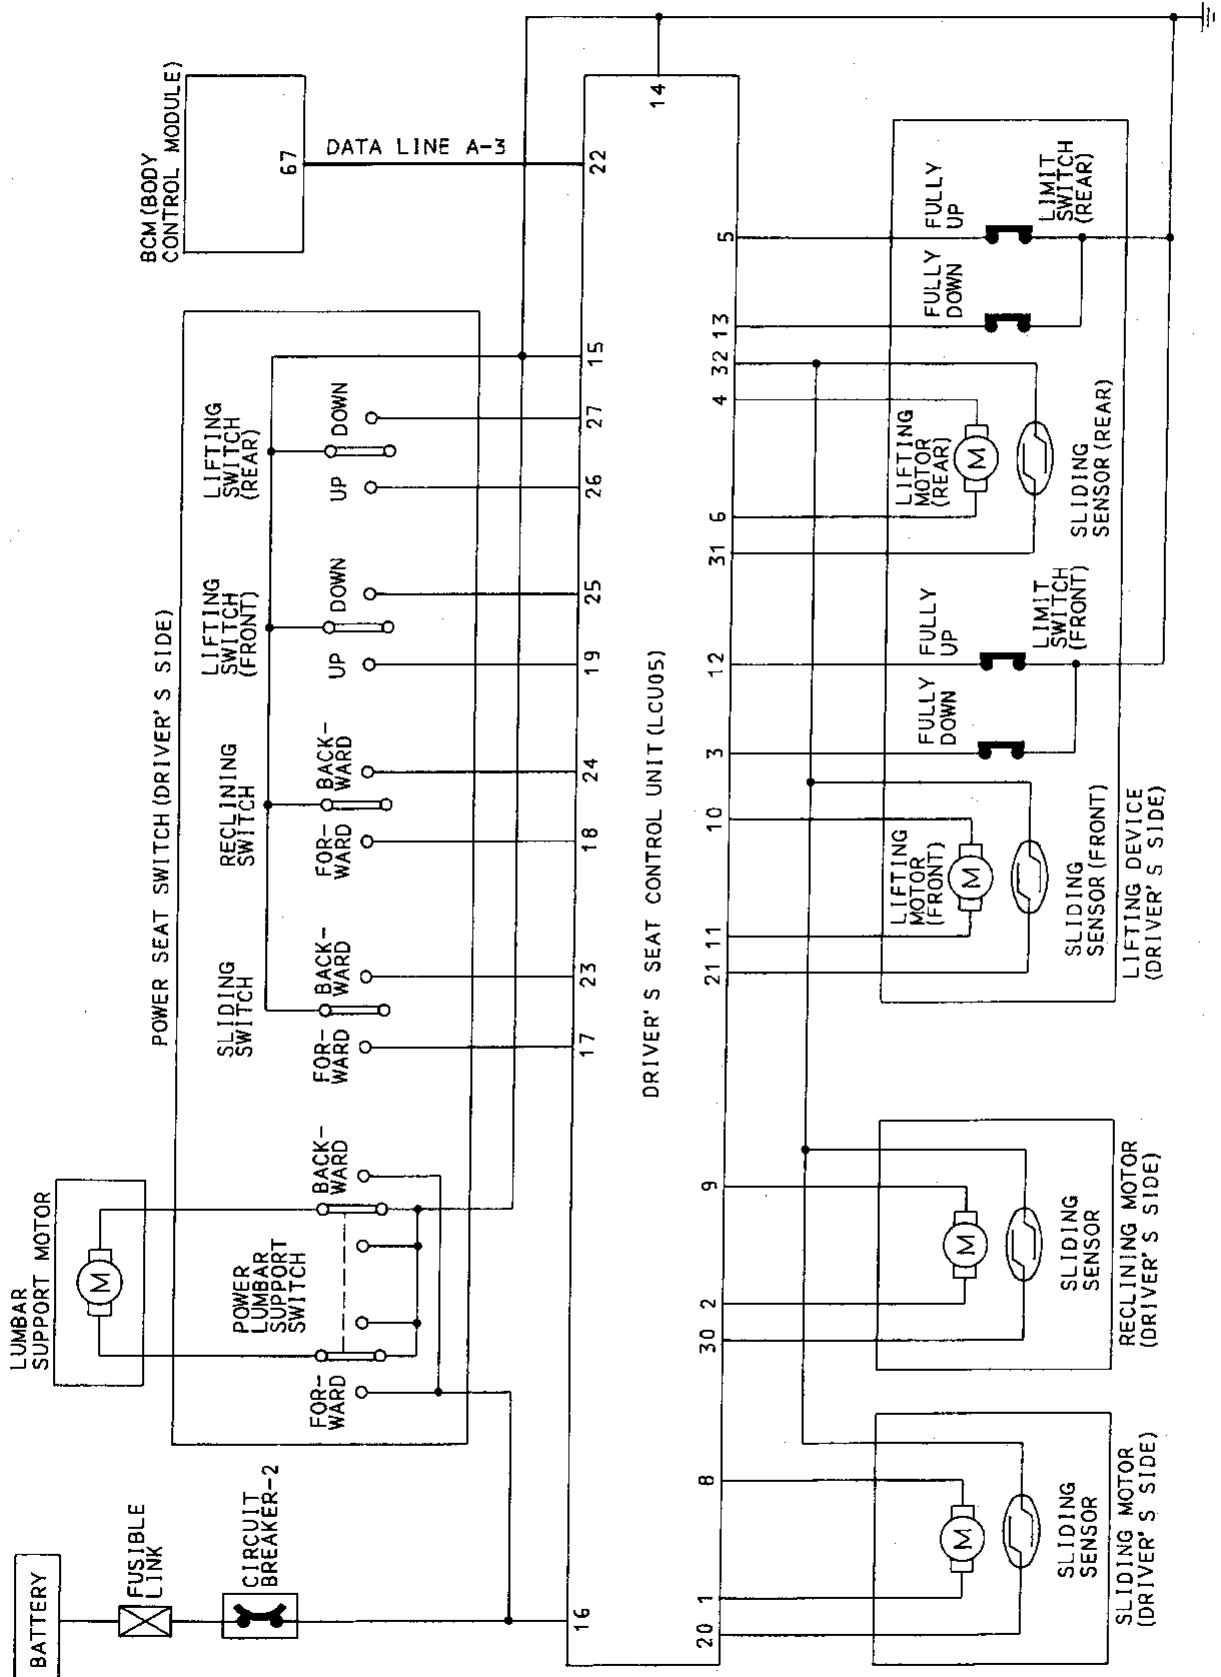 BATTERY
FUSIBLE
LINK
CIRCUIT
BREAKER-2
LUMBAR
SUPPORT MOTOR
M
POWER SEAT SWITCH(DRIVER'S SIDE)
FOR-
WARD
POWER
LUMBAR
SUPPORT
SWITCH
BACK-
WARD
SLIDING
SWITCH
FOR-
WARD
BACK-
WARD
RECLINING
SWITCH
FOR-
WARD
BACK-
WARD
LIFTING
SWITCH
(FRONT)
UP
DOWN
LIFTING
SWITCH
(REAR)
UP
DOWN
BCM(BODY
CONTROL MODULE)
67
DATA LINE A-3
16
17
23
18
24
19
25
26
27
15
22
14
DRIVER'S SEAT CONTROL UNIT(LCU05)
20
1
8
30
2
9
21
11
10
3
12
31
6
4
32
13
5
M
SLIDING
SENSOR
SLIDING MOTOR
(DRIVER'S SIDE)
M
SLIDING
SENSOR
RECLINING MOTOR
(DRIVER'S SIDE)
LIFTING
MOTOR
(FRONT)
M
SLIDING
SENSOR(FRONT)
FULLY
DOWN
FULLY
UP
LIMIT
SWITCH
(FRONT)
LIFTING
MOTOR
(REAR)
M
SLIDING
SENSOR(REAR)
FULLY
DOWN
FULLY
UP
LIMIT
SWITCH
(REAR)
LIFTING DEVICE
(DRIVER'S SIDE)